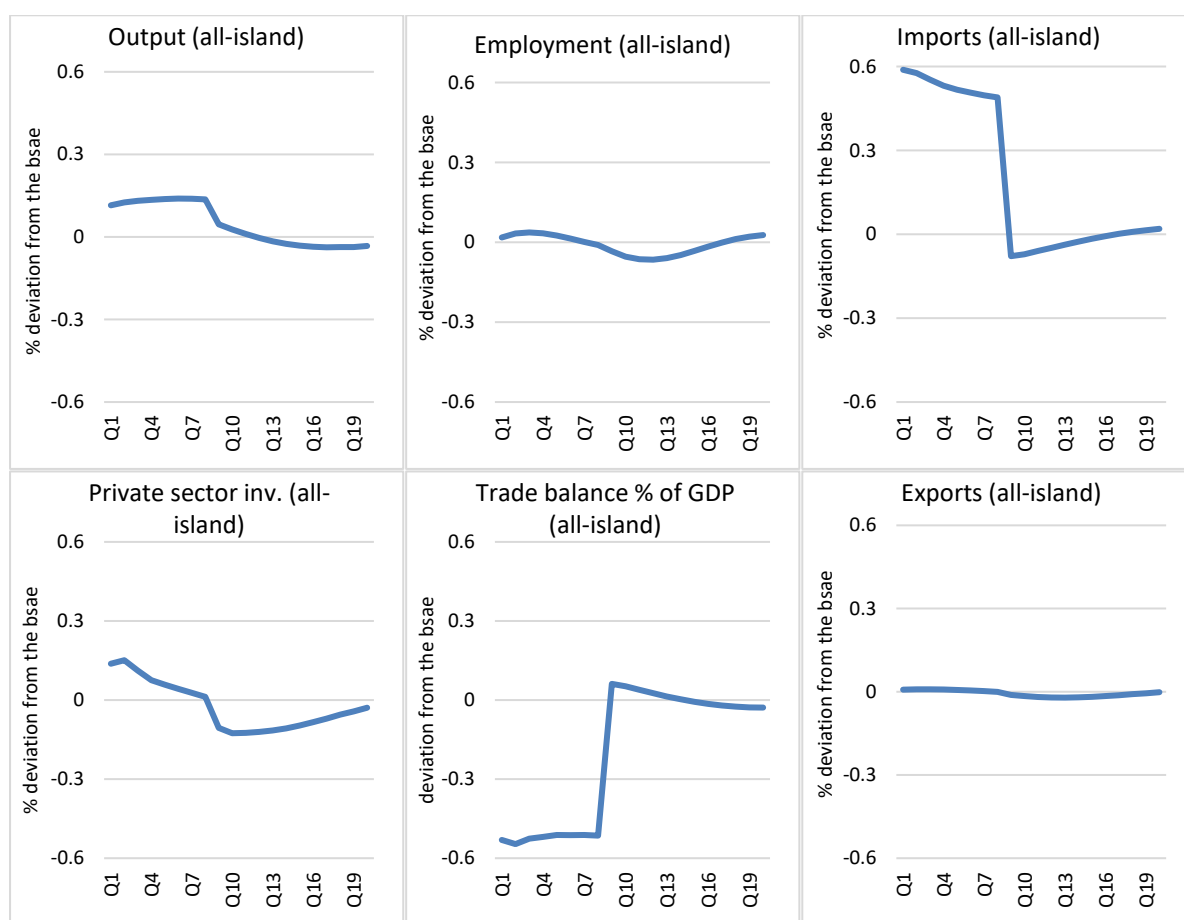 Output (all-island)
% deviation from the bsae
0.6
0.3
0
-0.3
-0.6
Q1
Q4
Q7
Q10
Q13
Q16
Q19
Employment (all-island)
% deviation from the bsae
0.6
0.3
0
-0.3
-0.6
Q1
Q4
Q7
Q10
Q13
Q16
Q19
Imports (all-island)
% deviation from the bsae
0.6
0.3
0
-0.3
-0.6
Q1
Q4
Q7
Q10
Q13
Q16
Q19
Private sector inv. (all-
island)
% deviation from the bsae
0.6
0.3
0
-0.3
-0.6
Q1
Q4
Q7
Q10
Q13
Q16
Q19
Trade balance % of GDP
(all-island)
deviation from the bsae
0.6
0.3
0
-0.3
-0.6
Q1
Q4
Q7
Q10
Q13
Q16
Q19
Exports (all-island)
% deviation from the bsae
0.6
0.3
0
-0.3
-0.6
Q1
Q4
Q7
Q10
Q13
Q16
Q19